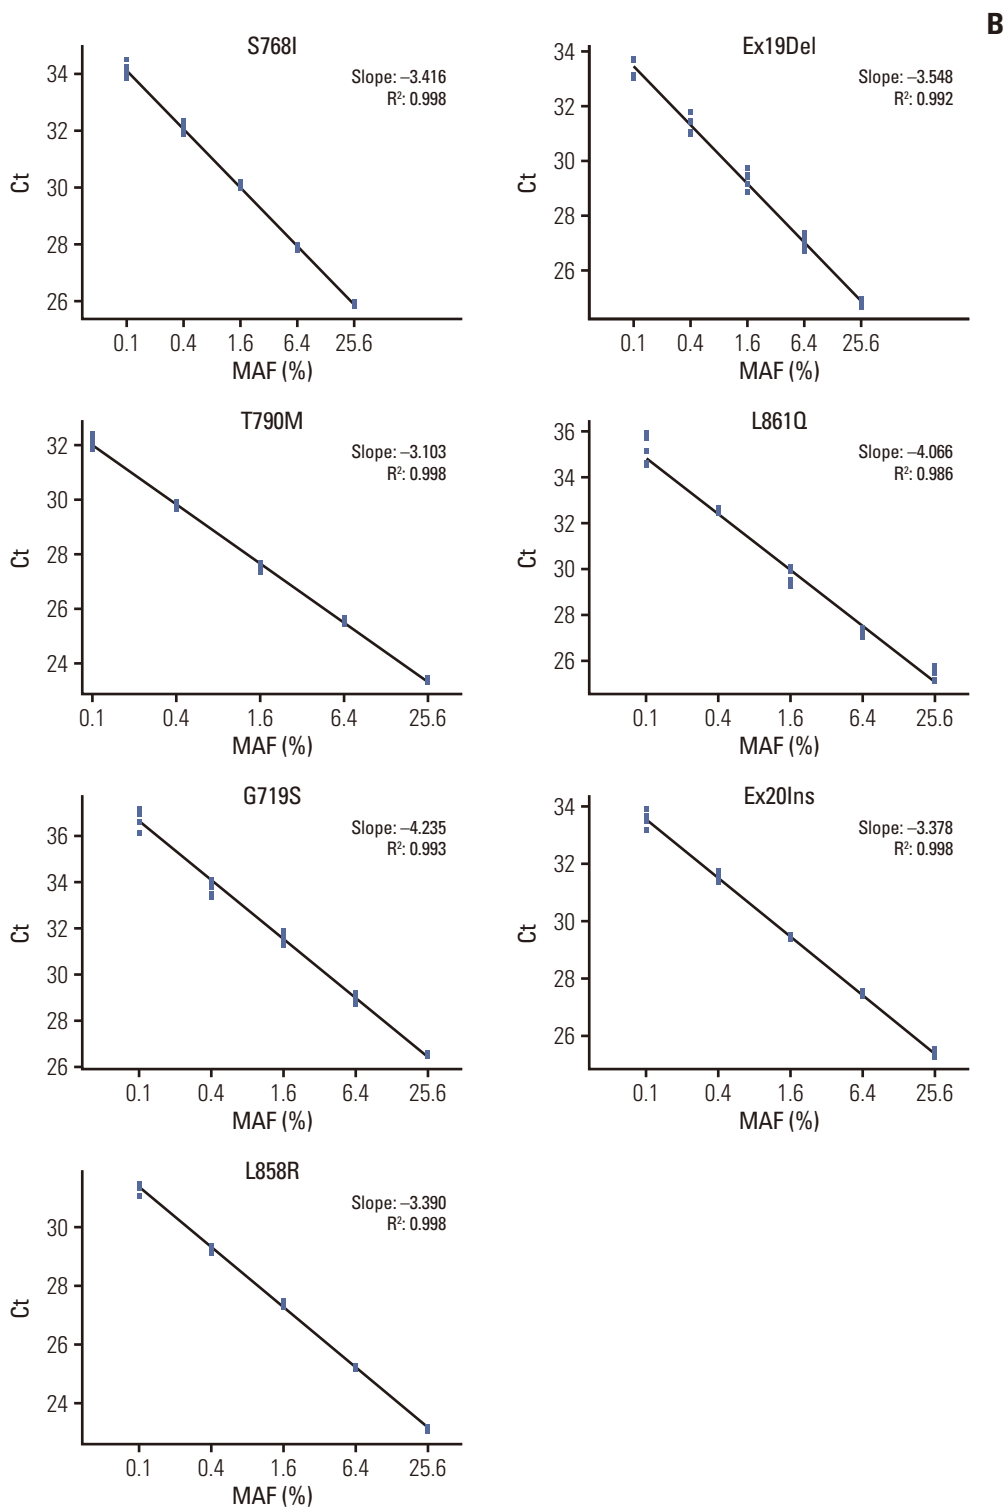 B
S768I
Slope: –3.416
R²: 0.998
Ct
34
32
30
28
26
0.1 0.4 1.6 6.4 25.6
MAF (%)
Ex19Del
Slope: –3.548
R²: 0.992
Ct
34
32
30
28
26
0.1 0.4 1.6 6.4 25.6
MAF (%)
T790M
Slope: –3.103
R²: 0.998
Ct
32
30
28
26
24
0.1 0.4 1.6 6.4 25.6
MAF (%)
L861Q
Slope: –4.066
R²: 0.986
Ct
36
34
32
30
28
26
0.1 0.4 1.6 6.4 25.6
MAF (%)
G719S
Slope: –4.235
R²: 0.993
Ct
36
34
32
30
28
26
0.1 0.4 1.6 6.4 25.6
MAF (%)
Ex20Ins
Slope: –3.378
R²: 0.998
Ct
34
32
30
28
26
0.1 0.4 1.6 6.4 25.6
MAF (%)
L858R
Slope: –3.390
R²: 0.998
Ct
30
28
26
24
0.1 0.4 1.6 6.4 25.6
MAF (%)